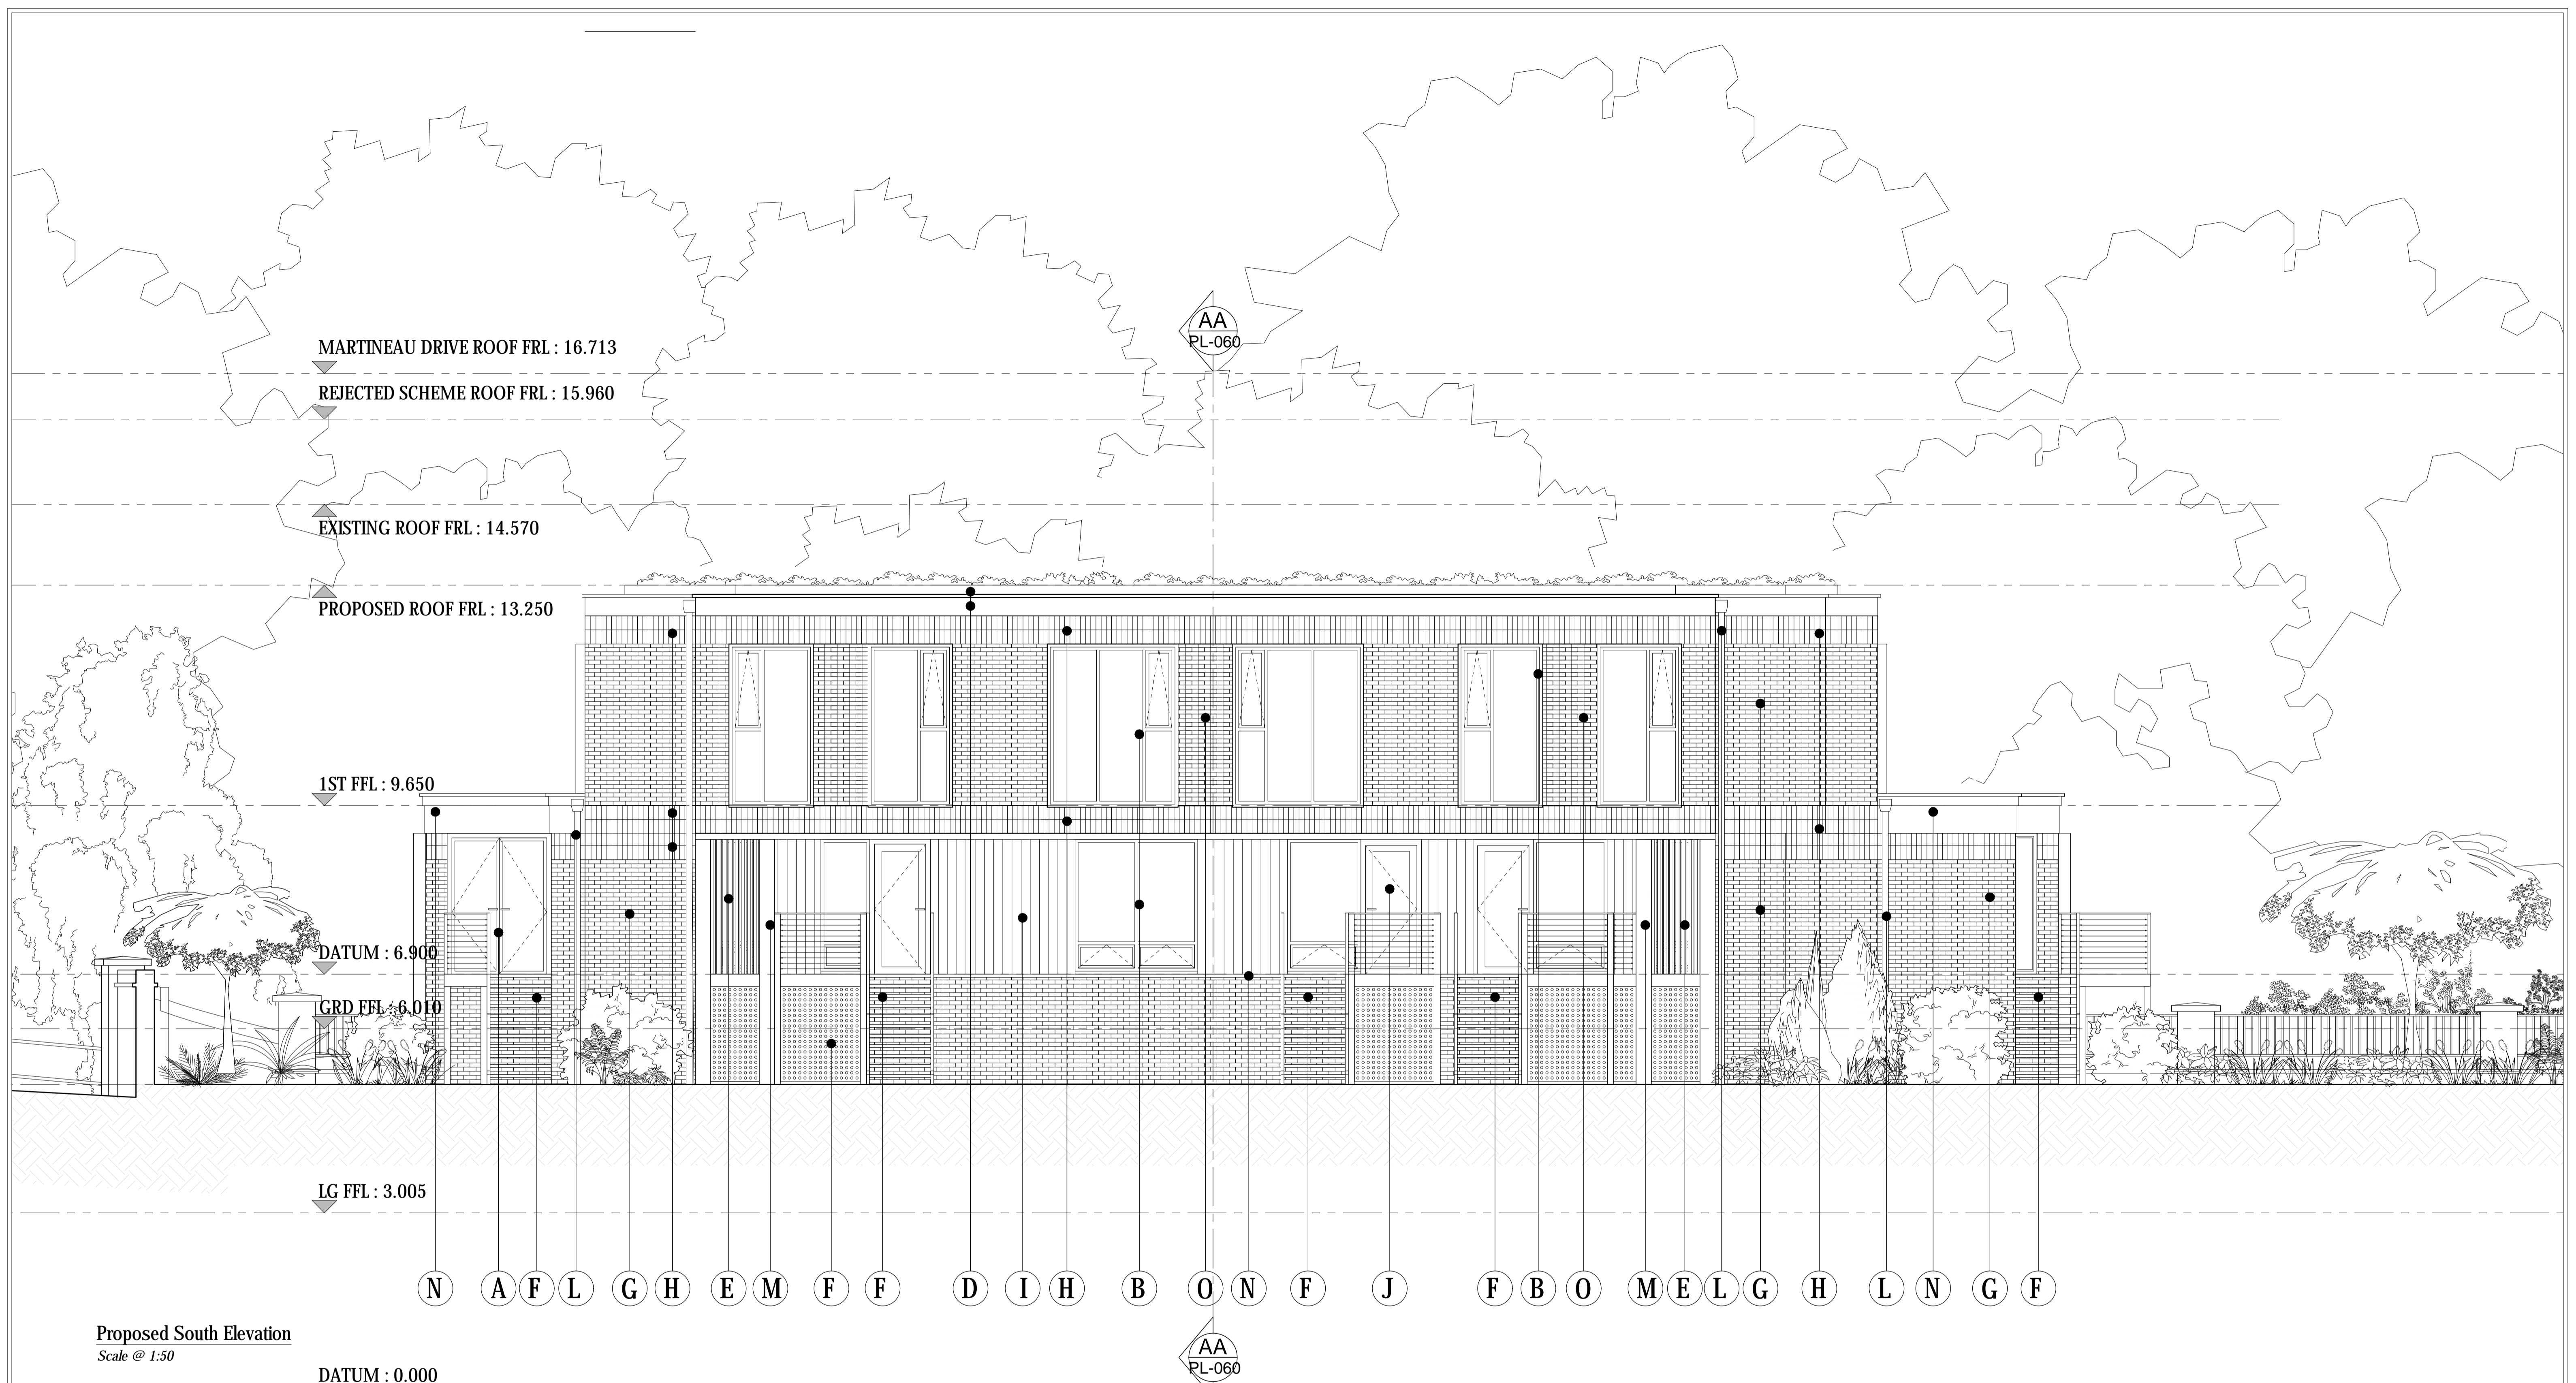 AA
PL-060
MARTINEAU DRIVE ROOF FRL : 16.713
REJECTED SCHEME ROOF FRL : 15.960
EXISTING ROOF FRL : 14.570
PROPOSED ROOF FRL : 13.250
1ST FFL : 9.650
DATUM : 6.900
GRD FFL : 6.010
LG FFL : 3.005
N A F L G H E M F F D I H B O N F J F B O M E L G H L N G F
Proposed South Elevation
Scale @ 1:50
AA
PL-060
DATUM : 0.000